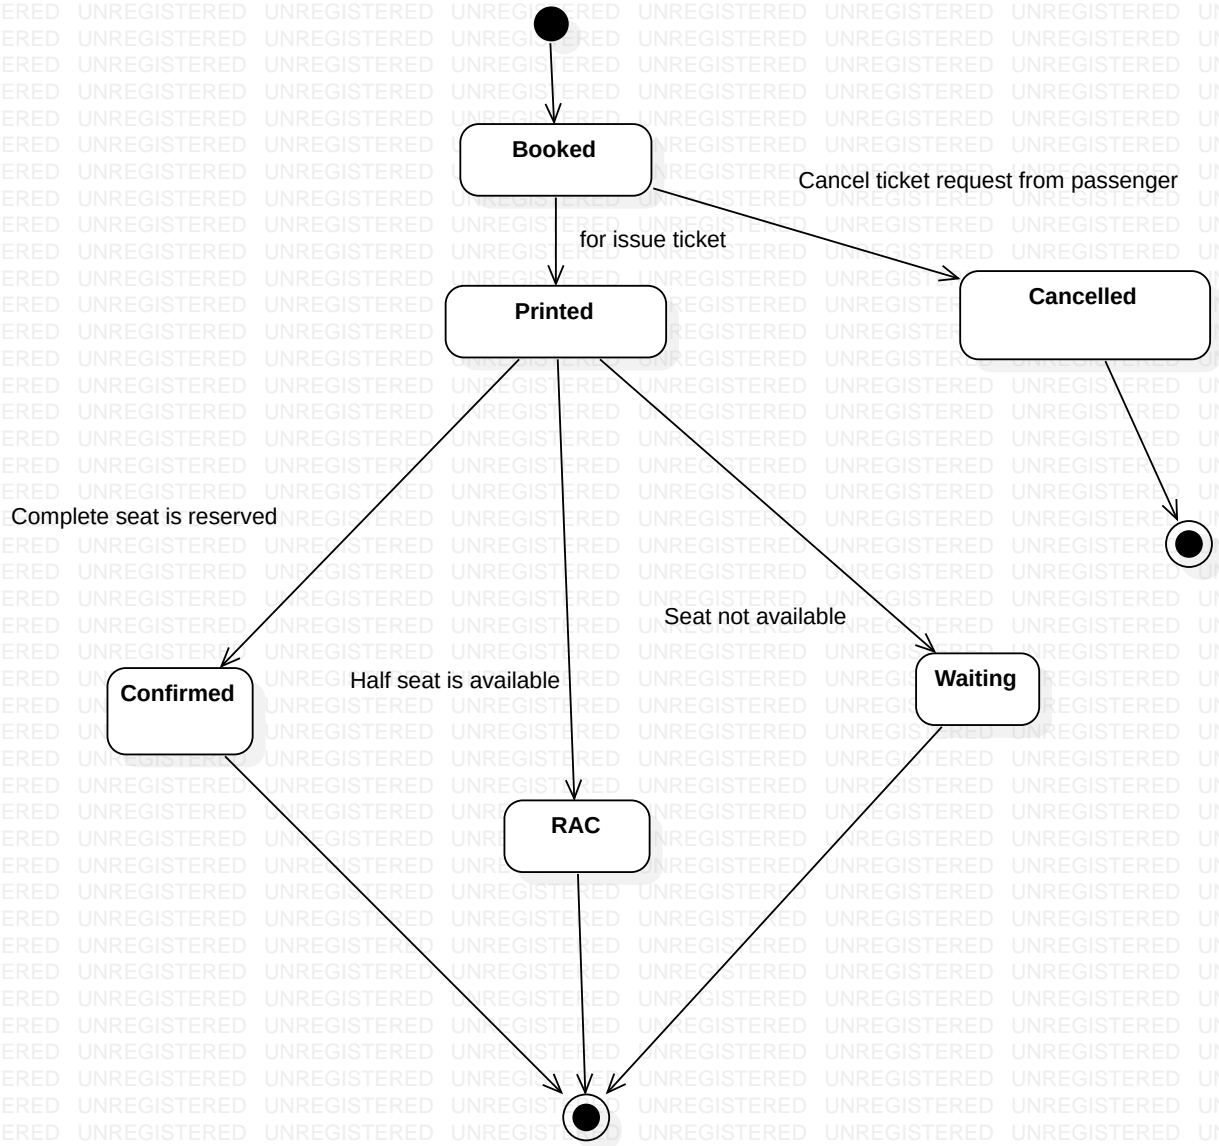 Booked
Cancel ticket request from passenger
for issue ticket
Cancelled
Printed
Complete seat is reserved
Seat not available
Confirmed
Half seat is available
Waiting
RAC
UNREGISTERED